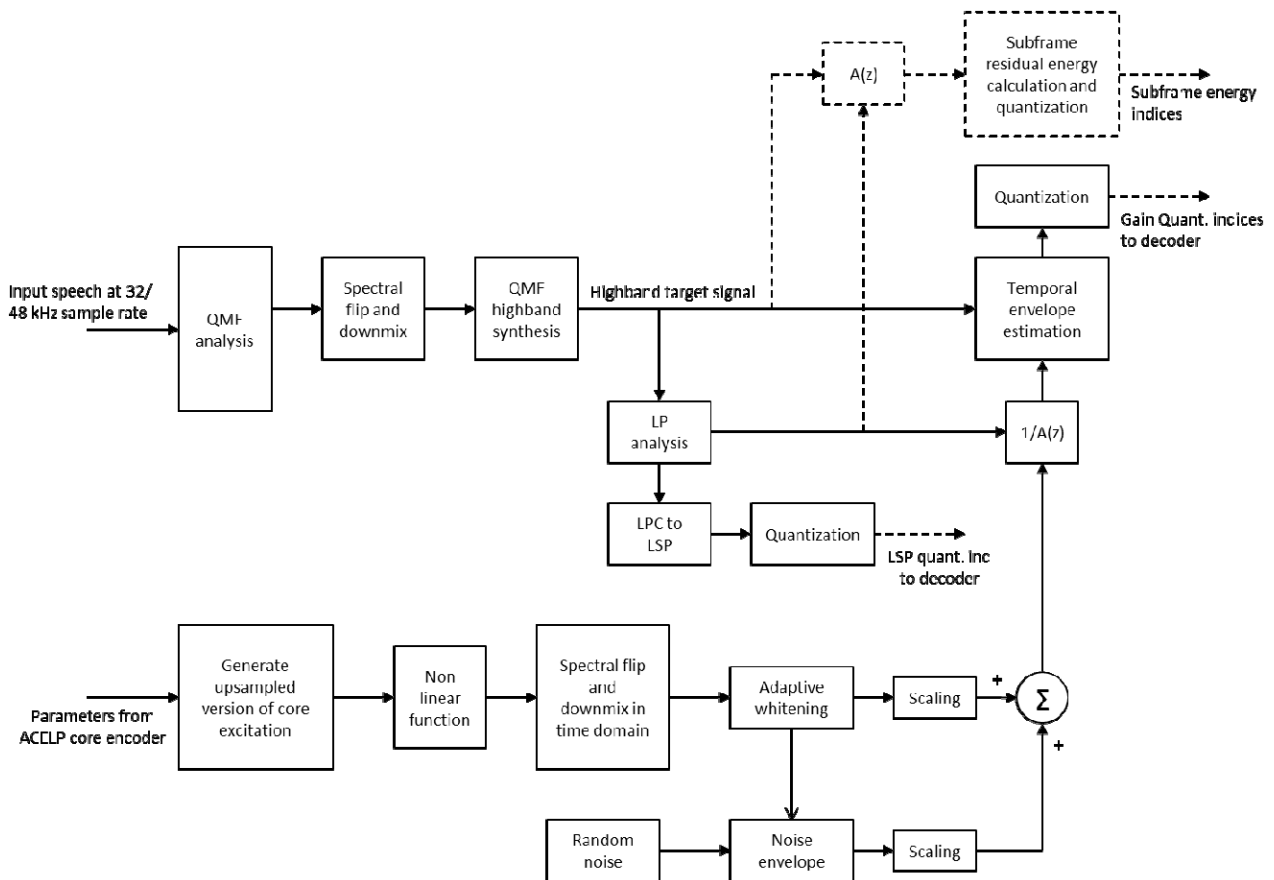 Subframe
residual energy
calculation and
quantization
A(z)
Subframe energy
indices
Quantization
Gain Quant. incices
to decoder
Input speech at 32/
48 kHz sample rate
QMF
analysis
Spectral
flip and
downmix
QMF
highband
synthesis
Highband target signal
Temporal
envelope
estimation
LP
analysis
1/A(z)
LPC to
LSP
Quantization
LSP quant. inc
to decoder
Parameters from
ACELP core encoder
Generate
upsampled
version of core
excitation
Non
linear
function
Spectral flip
and
downmix in
time domain
Adaptive
whitening
Scaling
+
Σ
+
Random
noise
Noise
envelope
Scaling